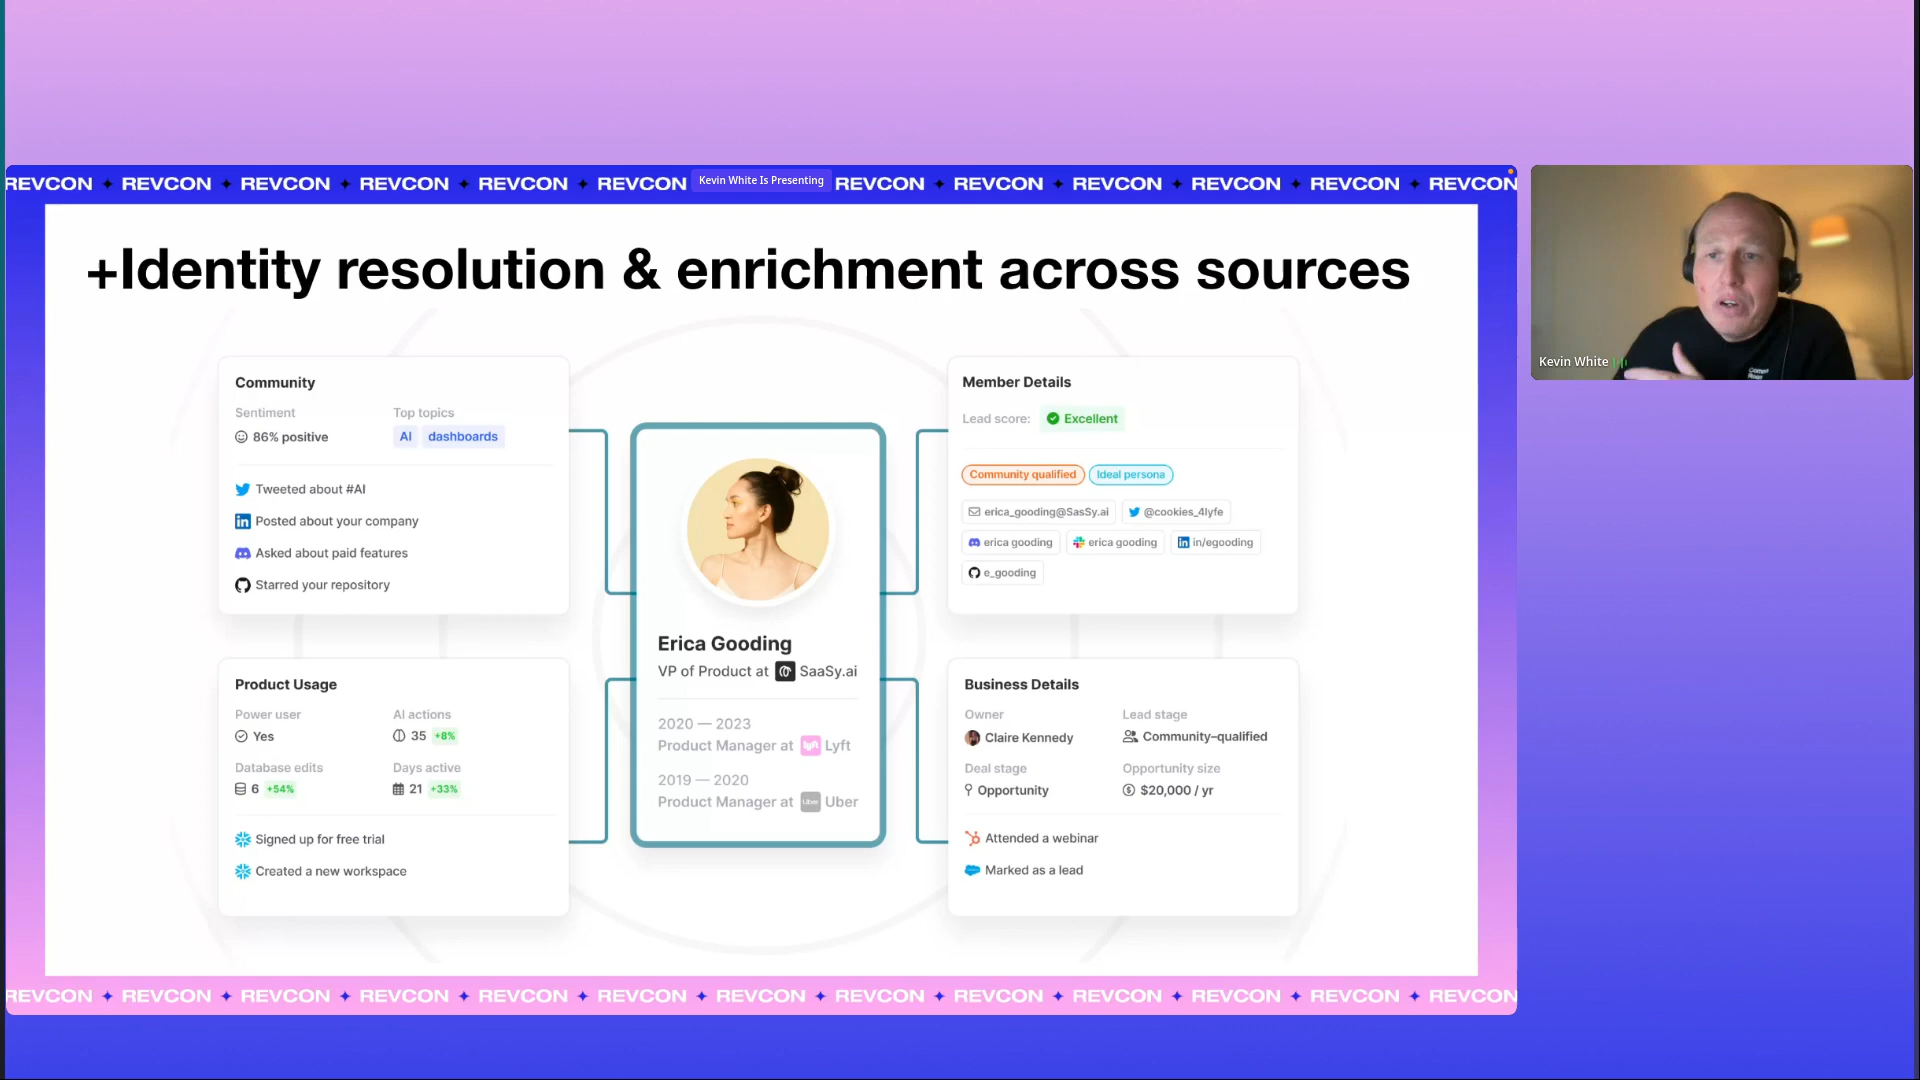 REVCON ✦ REVCON ✦ REVCON ✦ REVCON ✦ REVCON ✦ REVCON Kevin White Is Presenting REVCON ✦ REVCON ✦ REVCON ✦ REVCON ✦ REVCON ✦ REVCON
+Identity resolution & enrichment across sources
Community
Sentiment Top topics
86% positive AI dashboards
Tweeted about #AI
Posted about your company
Asked about paid features
Starred your repository
Product Usage
Power user AI actions
Yes 35 +8%
Database edits Days active
6 +54% 21 +33%
Signed up for free trial
Created a new workspace
Erica Gooding
VP of Product at SaaSy.ai
2020 — 2023
Product Manager at Lyft
2019 — 2020
Product Manager at Uber
Member Details
Lead score: Excellent
Community qualified Ideal persona
erica_gooding@SasSy.ai @cookies_4lyfe
erica gooding erica gooding in/egooding
e_gooding
Business Details
Owner Lead stage
Claire Kennedy Community–qualified
Deal stage Opportunity size
Opportunity $20,000 / yr
Attended a webinar
Marked as a lead
REVCON ✦ REVCON ✦ REVCON ✦ REVCON ✦ REVCON ✦ REVCON ✦ REVCON ✦ REVCON ✦ REVCON ✦ REVCON ✦ REVCON ✦ REVCON ✦ REVCON
Kevin White